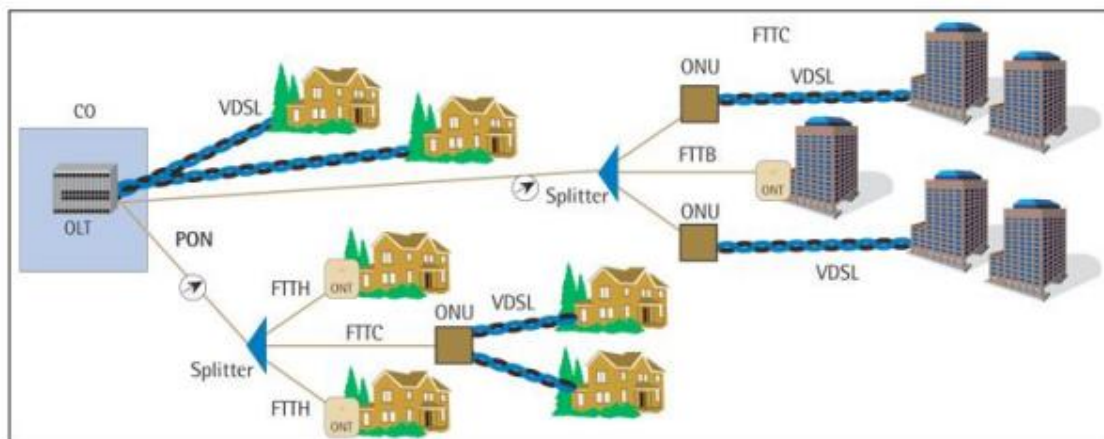 FTTC
ONU
VDSL
CO
VDSL
FTTB
ONT
Splitter
ONU
OLT
PON
VDSL
FTTH
ONT
ONU
VDSL
FTTC
Splitter
FTTH
ONT